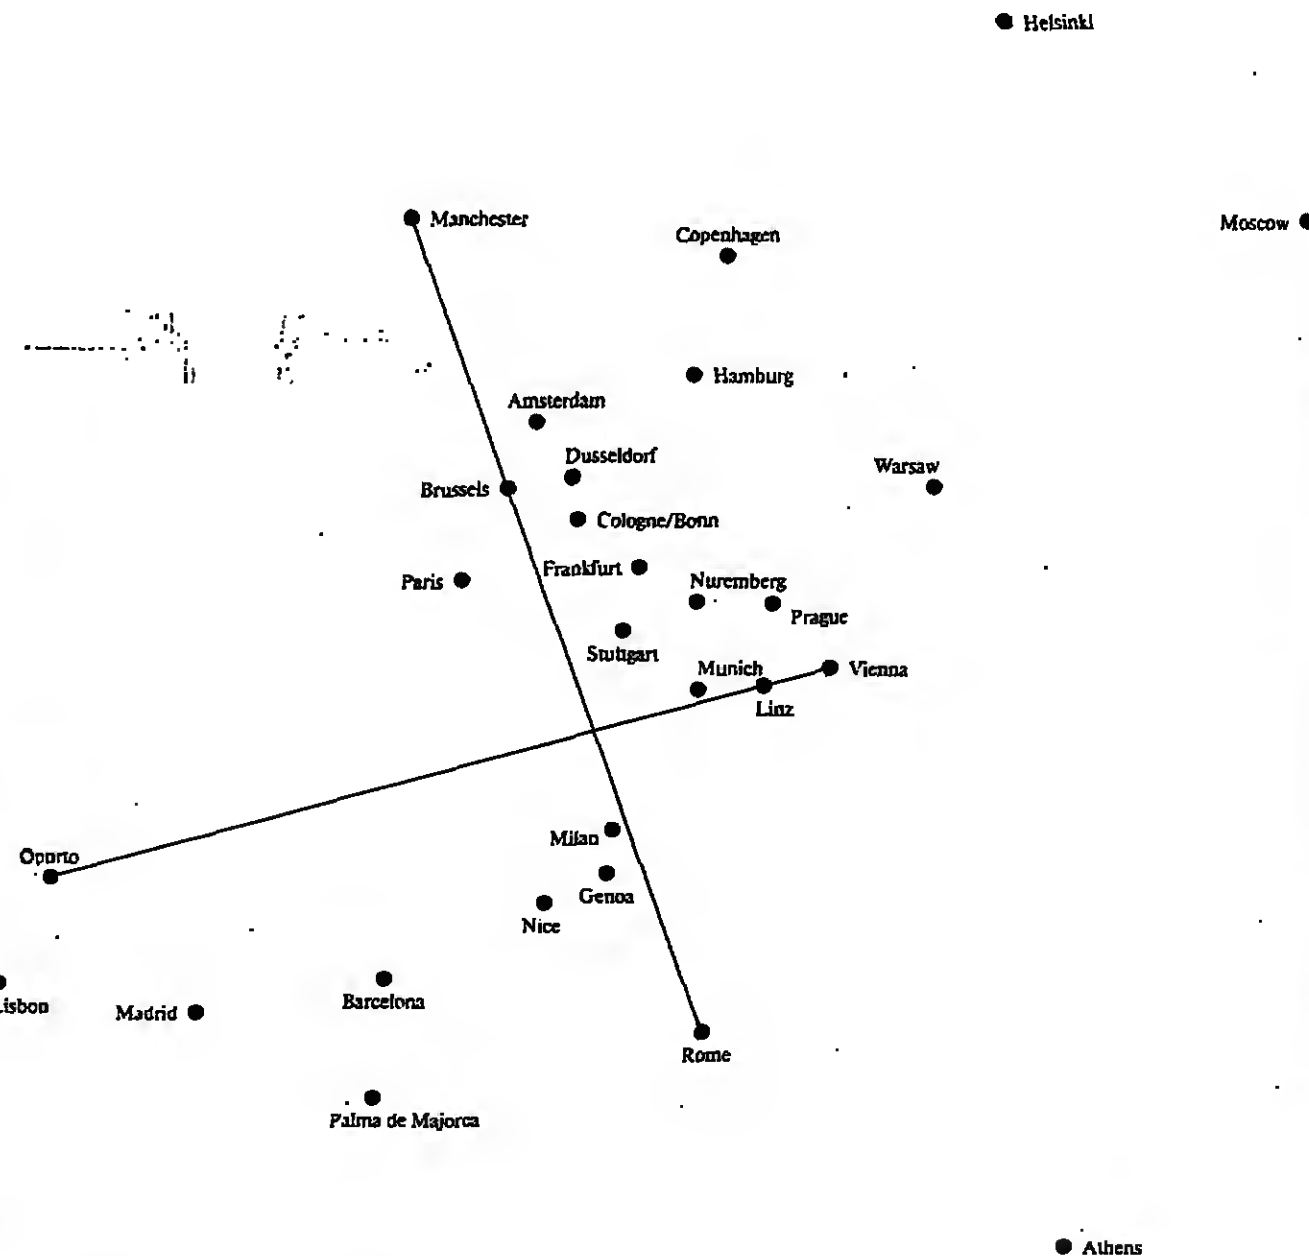 Helsinki
Manchester
Copenhagen
Moscow
Hamburg
Amsterdam
Dusseldorf
Warsaw
Brussels
Cologne/Bonn
Frankfurt
Paris
Nuremberg
Prague
Stuttgart
Munich
Vienna
Linz
Milan
Oporto
Genoa
Nice
Lisbon
Barcelona
Madrid
Rome
Palma de Majorca
Athens